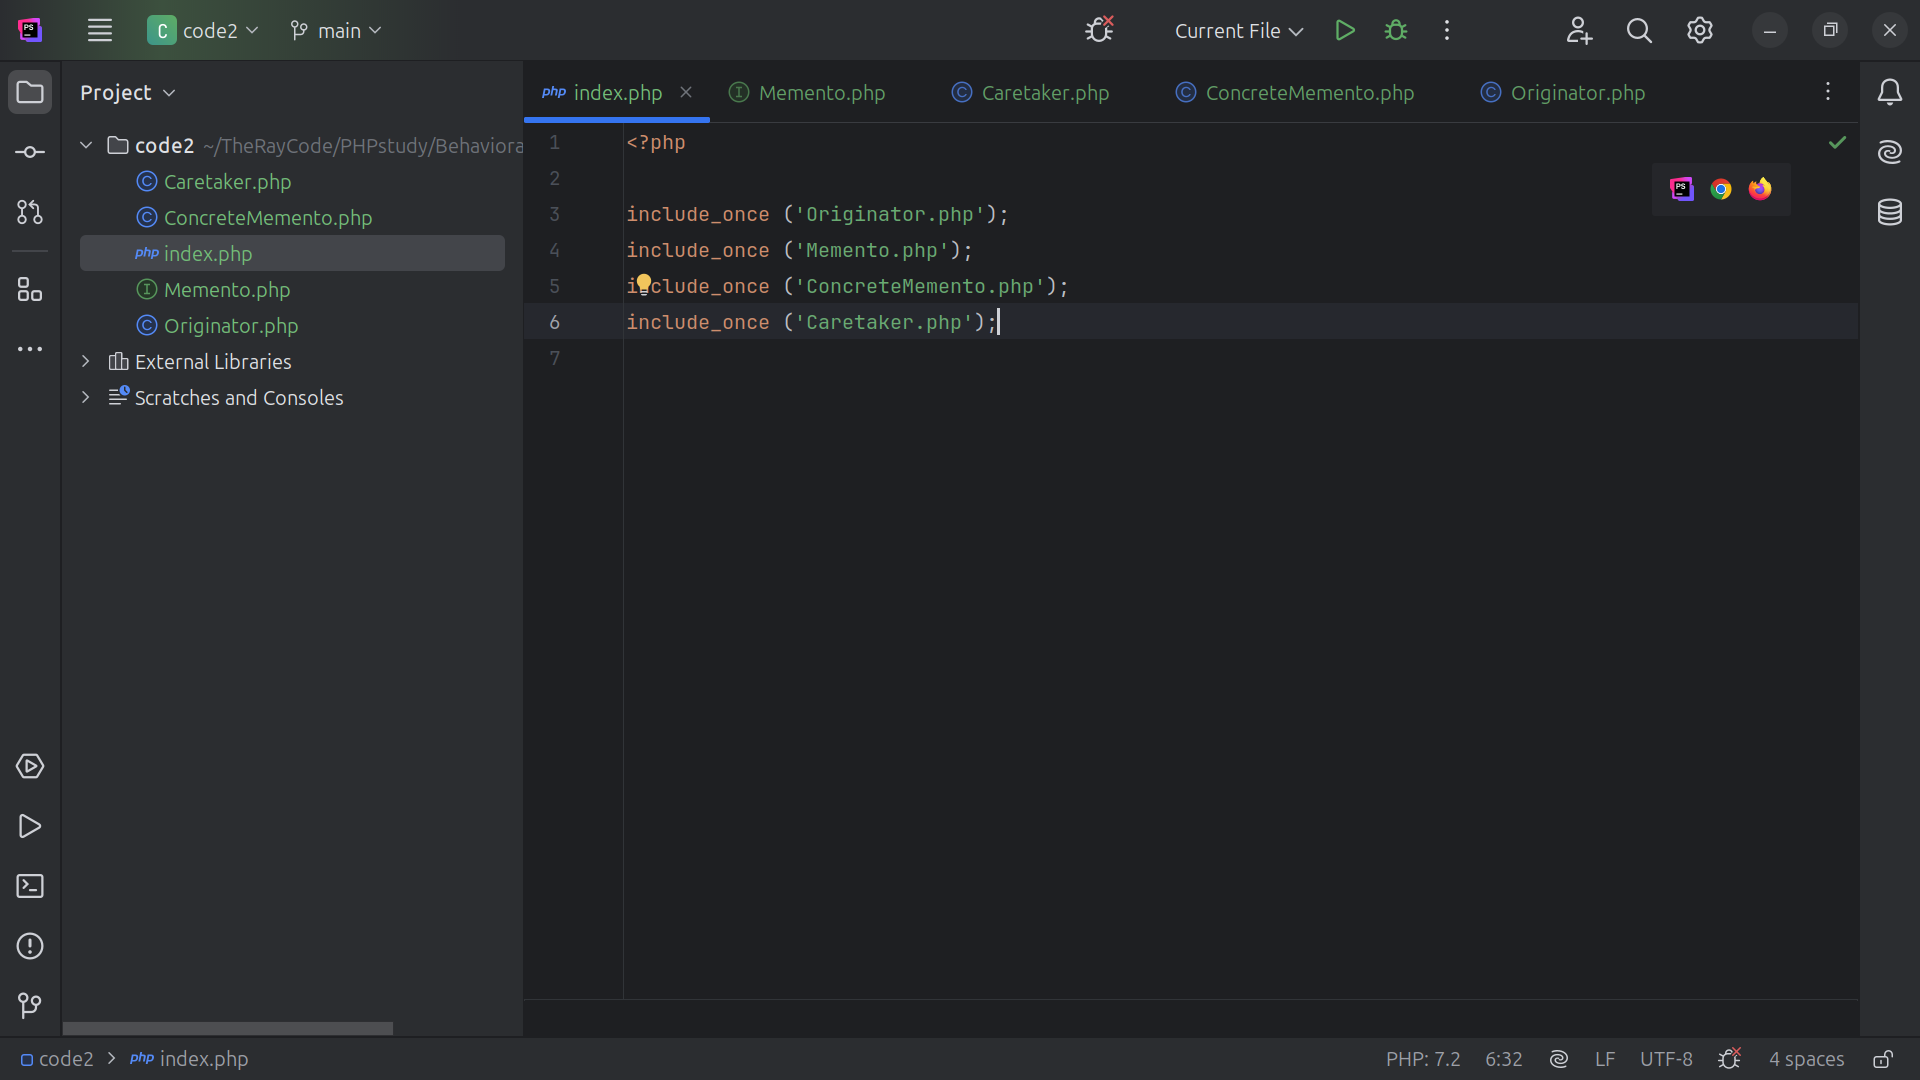 code2
main
Current File
Project
index.php
Memento.php
Caretaker.php
ConcreteMemento.php
Originator.php
code2 ~/TheRayCode/PHPstudy/Behaviora
Caretaker.php
ConcreteMemento.php
php index.php
Memento.php
Originator.php
External Libraries
Scratches and Consoles
1 <?php
2
3 include_once ('Originator.php');
4 include_once ('Memento.php');
5 include_once ('ConcreteMemento.php');
6 include_once ('Caretaker.php');
7
code2 > php index.php
PHP: 7.2 6:32 LF UTF-8 4 spaces